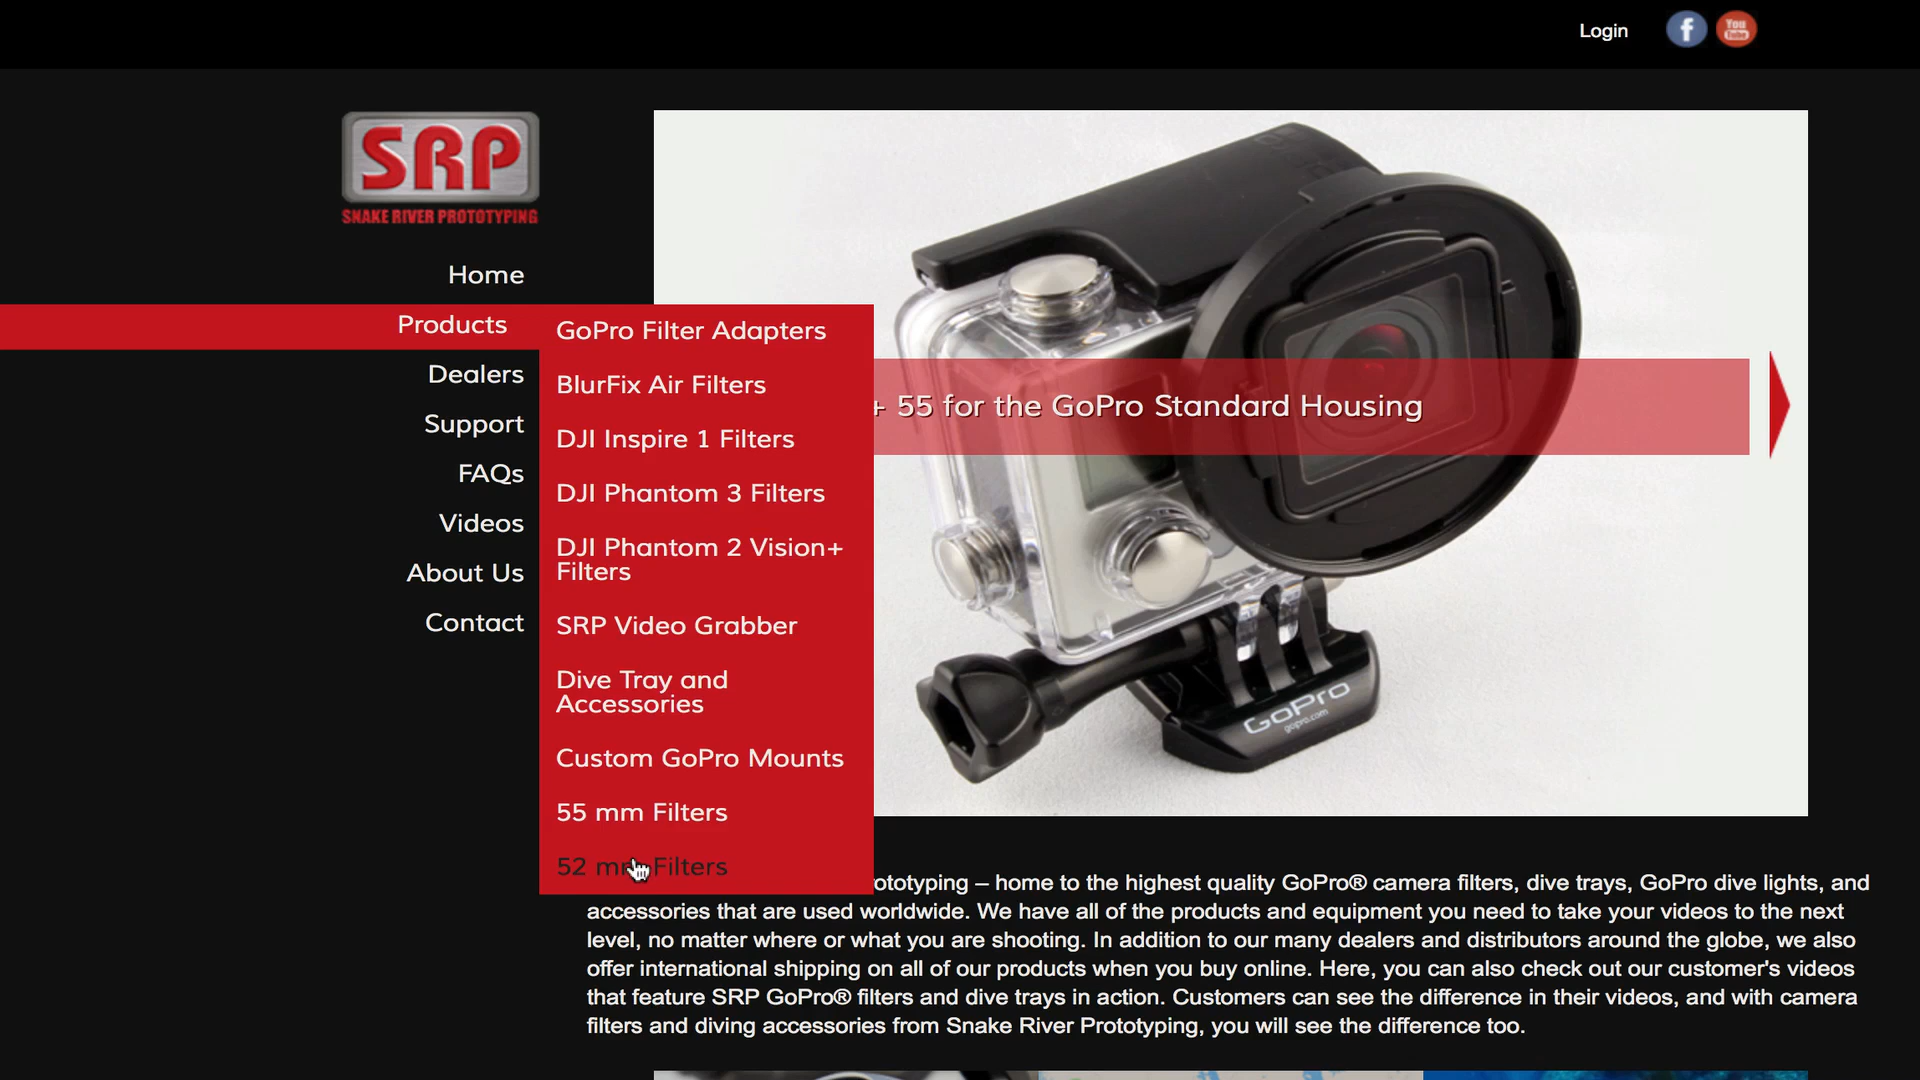 Login
f
You
Tube
SRP
SNAKE RIVER PROTOTYPING
Home
Products
Dealers
Support
FAQs
Videos
About Us
Contact
GoPro Filter Adapters
BlurFix Air Filters
DJI Inspire 1 Filters
DJI Phantom 3 Filters
DJI Phantom 2 Vision+
Filters
SRP Video Grabber
Dive Tray and
Accessories
Custom GoPro Mounts
55 mm Filters
52 mm Filters
+ 55 for the GoPro Standard Housing
GoPro
gopro.com
ototyping – home to the highest quality GoPro® camera filters, dive trays, GoPro dive lights, and
accessories that are used worldwide. We have all of the products and equipment you need to take your videos to the next
level, no matter where or what you are shooting. In addition to our many dealers and distributors around the globe, we also
offer international shipping on all of our products when you buy online. Here, you can also check out our customer's videos
that feature SRP GoPro® filters and dive trays in action. Customers can see the difference in their videos, and with camera
filters and diving accessories from Snake River Prototyping, you will see the difference too.